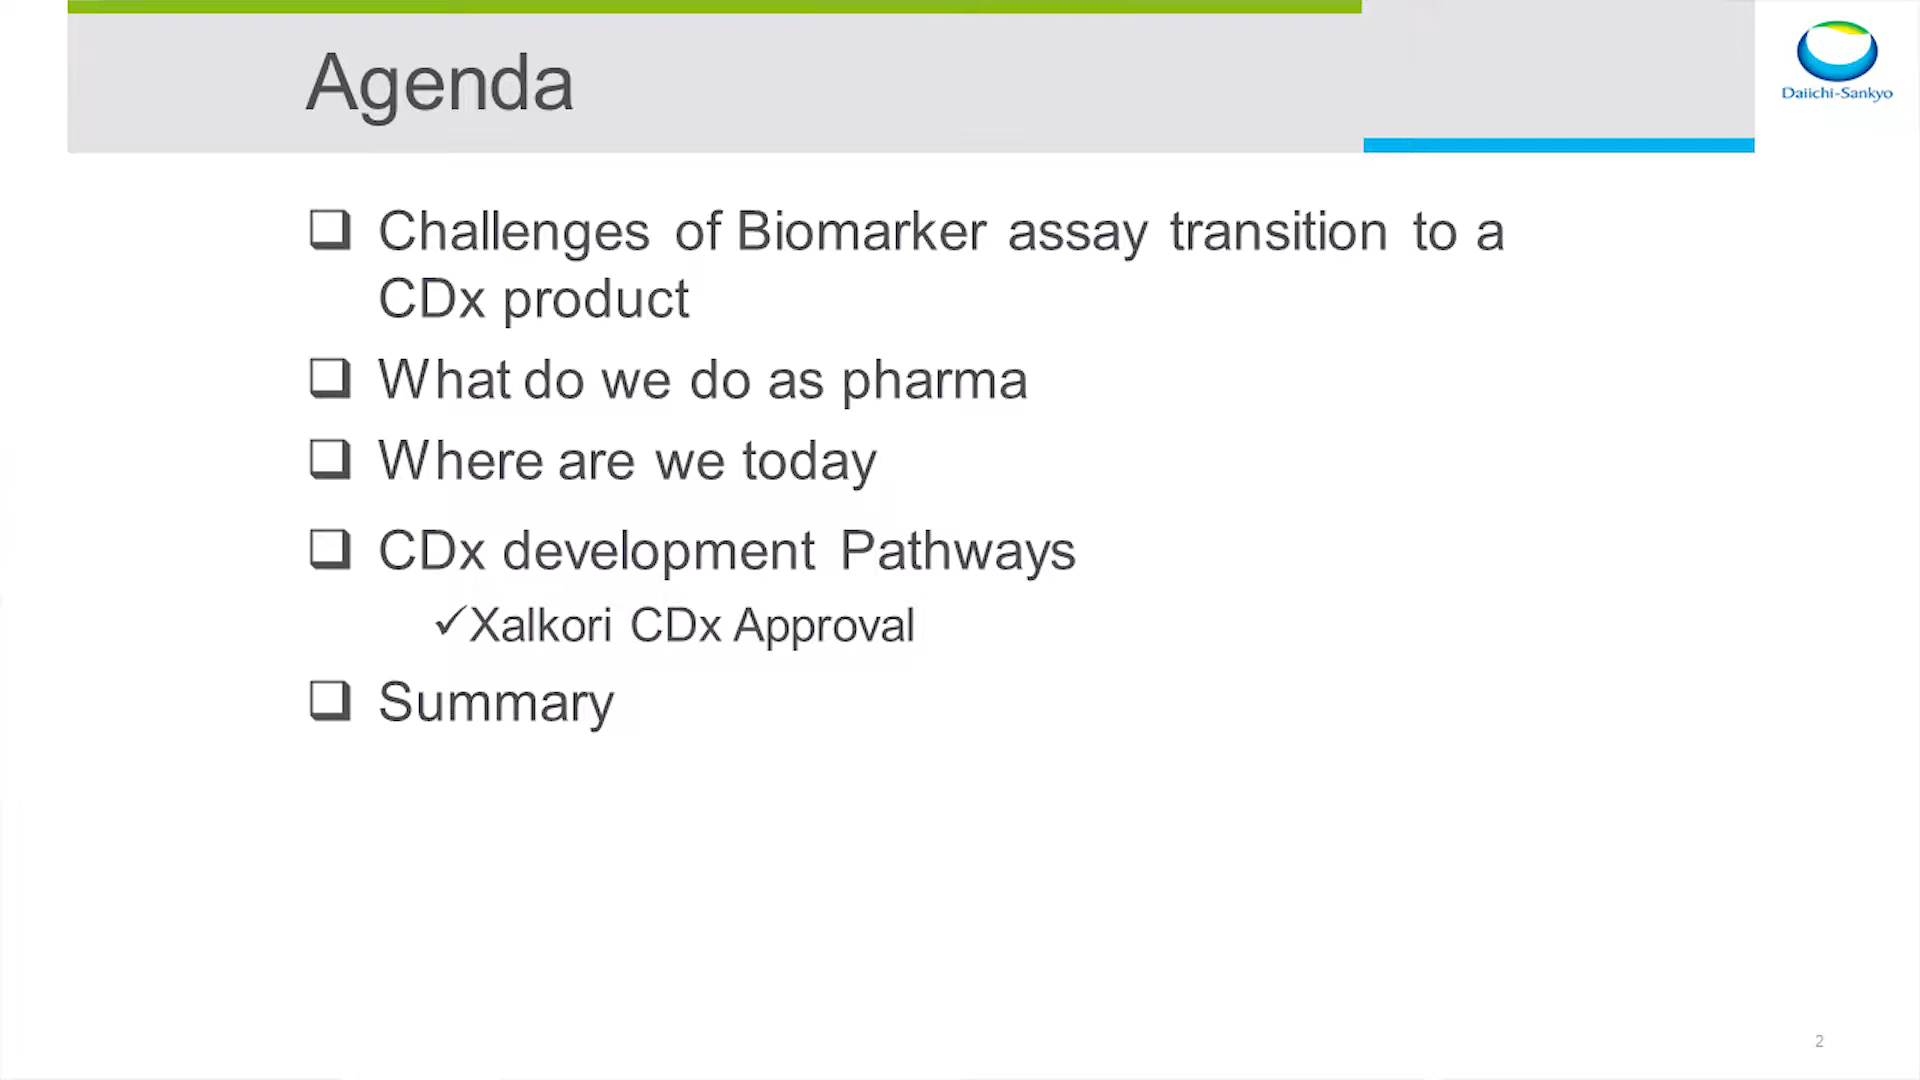 Agenda
Daiichi-Sankyo
Challenges of Biomarker assay transition to a
CDx product
What do we do as pharma
Where are we today
CDx development Pathways
Xalkori CDx Approval
Summary
2